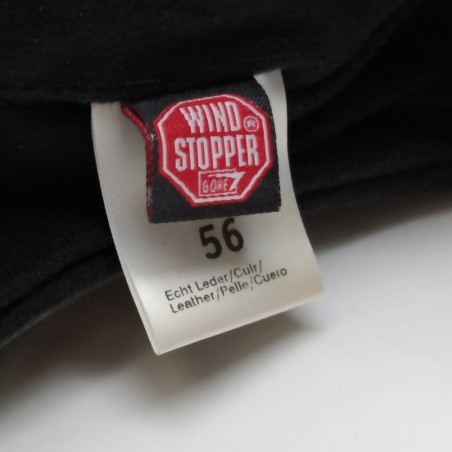 WIND ®
STOPPER
GORE
56
Echt Leder/Cuir/
Leather/Pelle/Cuero